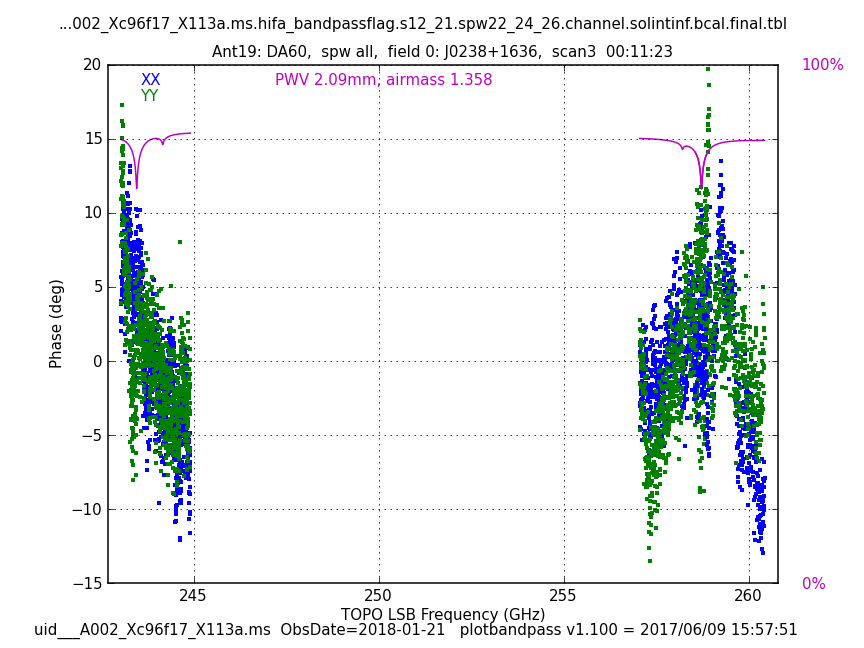 ...002_Xc96f17_X113a.ms.hifa_bandpassflag.s12_21.spw22_24_26.channel.solintinf.bcal.final.tbl
Ant19: DA60,  spw all,  field 0: J0238+1636,  scan3  00:11:23
20 100%
XX PWV 2.09mm, airmass 1.358
YY
15
10
5
Phase (deg)
0
−5
−10
−15 0%
245 250 255 260
TOPO LSB Frequency (GHz)
uid___A002_Xc96f17_X113a.ms  ObsDate=2018-01-21   plotbandpass v1.100 = 2017/06/09 15:57:51